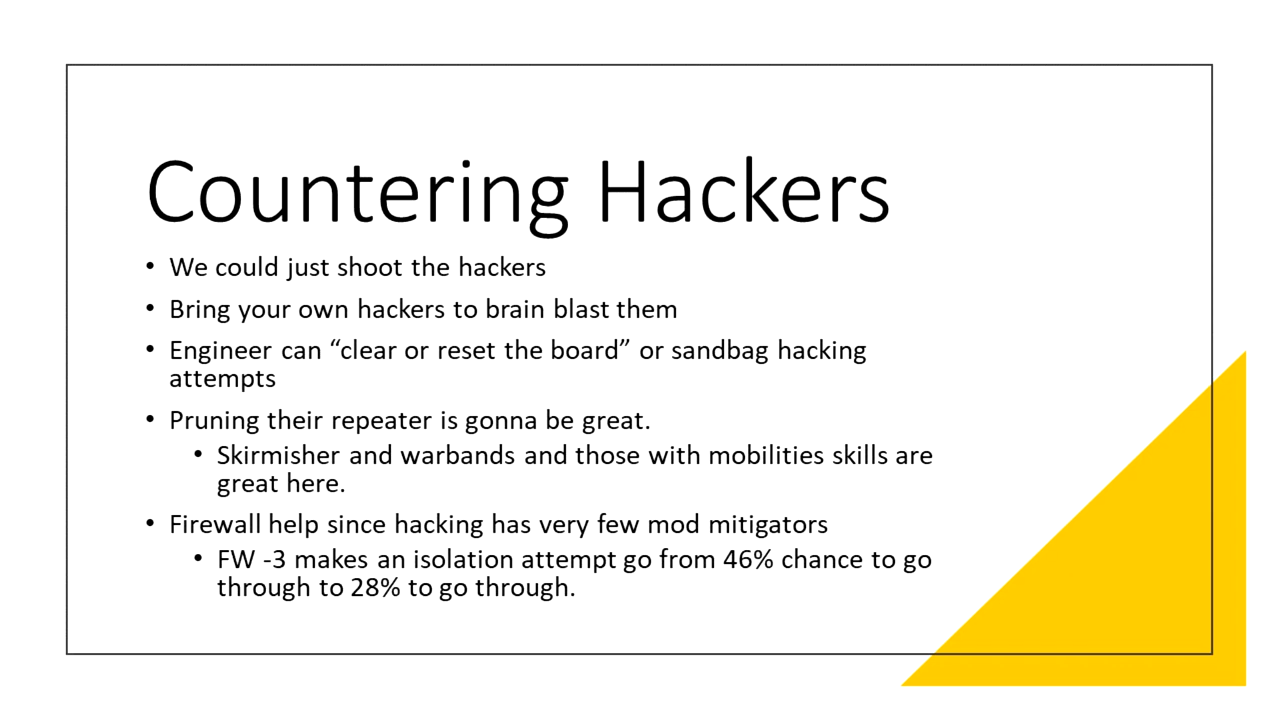 Countering Hackers
• We could just shoot the hackers
• Bring your own hackers to brain blast them
• Engineer can “clear or reset the board” or sandbag hacking
attempts
• Pruning their repeater is gonna be great.
• Skirmisher and warbands and those with mobilities skills are
great here.
• Firewall help since hacking has very few mod mitigators
• FW -3 makes an isolation attempt go from 46% chance to go
through to 28% to go through.